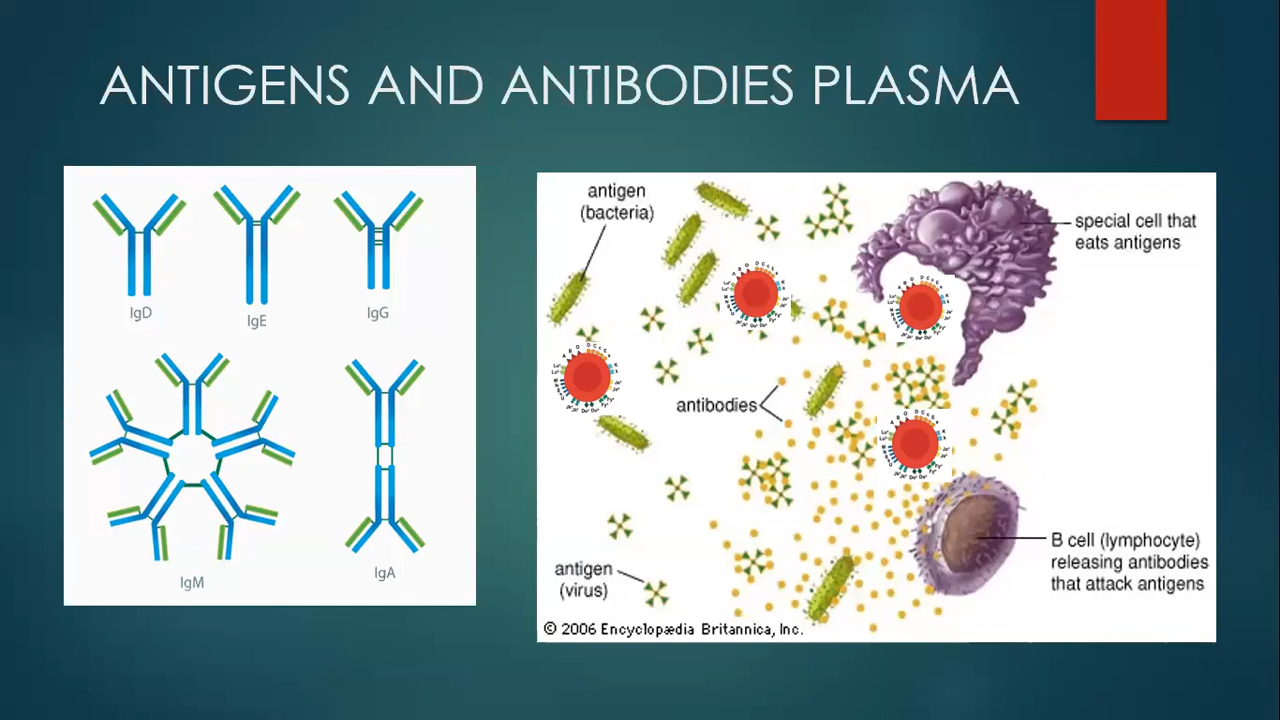 ANTIGENS AND ANTIBODIES PLASMA
IgD
IgE
IgG
IgM
IgA
antigen
(bacteria)
special cell that
eats antigens
antibodies
antigen
(virus)
B cell (lymphocyte)
releasing antibodies
that attack antigens
© 2006 Encyclopædia Britannica, Inc.